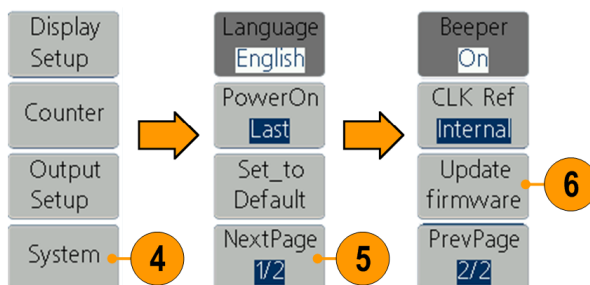 Display
Setup
Counter
Output
Setup
System
4
Language
English
PowerOn
Last
Set_to
Default
NextPage
1/2
5
Beeper
On
CLK Ref
Internal
Update
firmware
6
PrevPage
2/2